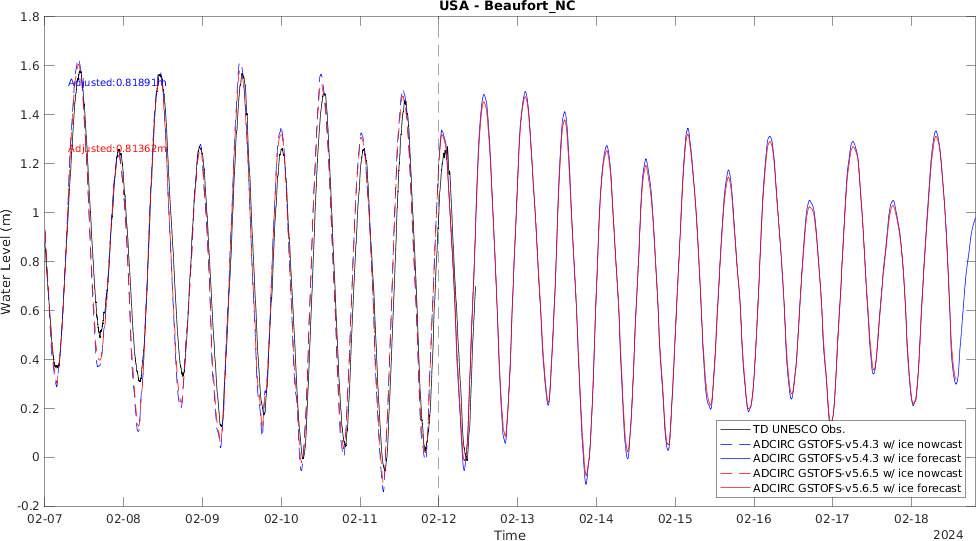 USA - Beaufort_NC
1.8
1.6
1.4
1.2
1
0.8
0.6
0.4
0.2
0
-0.2
Water Level (m)
Adjusted:0.81891m
Adjusted:0.81362m
TD UNESCO Obs.
ADCIRC GSTOFS-v5.4.3 w/ ice nowcast
ADCIRC GSTOFS-v5.4.3 w/ ice forecast
ADCIRC GSTOFS-v5.6.5 w/ ice nowcast
ADCIRC GSTOFS-v5.6.5 w/ ice forecast
02-07 02-08 02-09 02-10 02-11 02-12 02-13 02-14 02-15 02-16 02-17 02-18
Time
2024